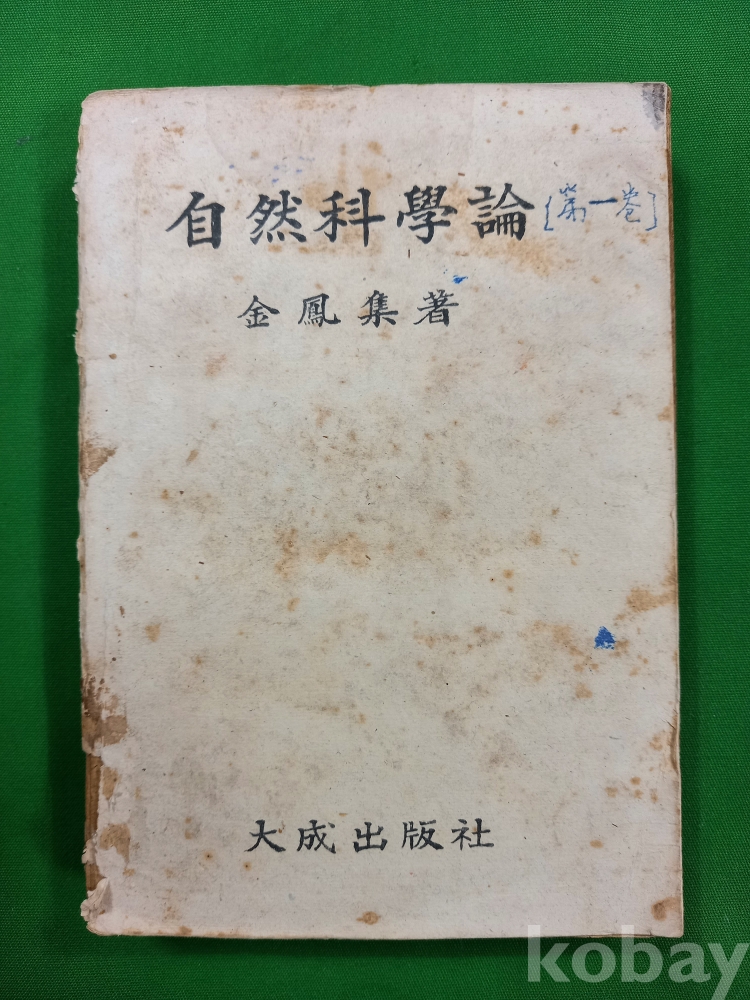 自然科學論[第一卷]
金鳳集著
大成出版社
kobay